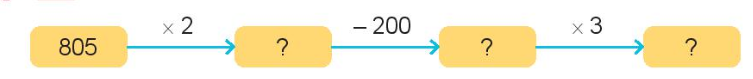 × 2 – 200 × 3
805 ? ? ?